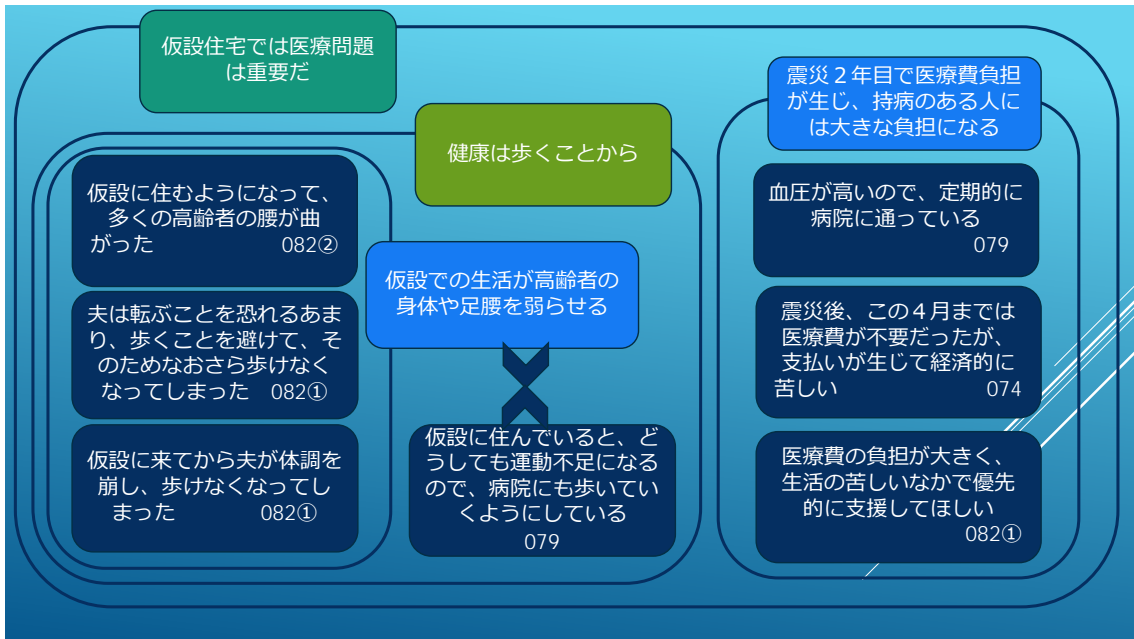 仮設住宅では医療問題
は重要だ
健康は歩くことから
仮設に住むようになって、
多くの高齢者の腰が曲
がった 082②
夫は転ぶことを恐れるあま
り、歩くことを避けて、そ
のためなおさら歩けなく
なってしまった 082①
仮設に来てから夫が体調を
崩し、歩けなくなってし
まった 082①
仮設での生活が高齢者の
身体や足腰を弱らせる
仮設に住んでいると、ど
うしても運動不足になる
ので、病院にも歩いてい
くようにしている
079
震災２年目で医療費負担
が生じ、持病のある人に
は大きな負担になる
血圧が高いので、定期的に
病院に通っている
079
震災後、この４月までは
医療費が不要だったが、
支払いが生じて経済的に
苦しい 074
医療費の負担が大きく、
生活の苦しいなかで優先
的に支援してほしい
082①